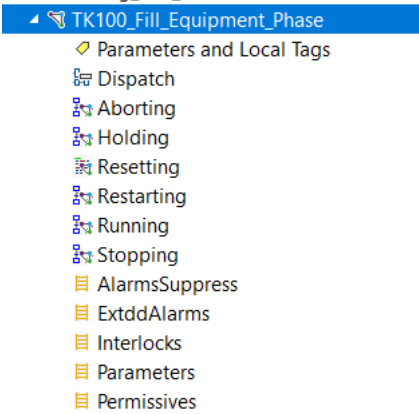 TK100_Fill_Equipment_Phase
Parameters and Local Tags
Dispatch
Aborting
Holding
Resetting
Restarting
Running
Stopping
AlarmsSuppress
ExtddAlarms
Interlocks
Parameters
Permissives